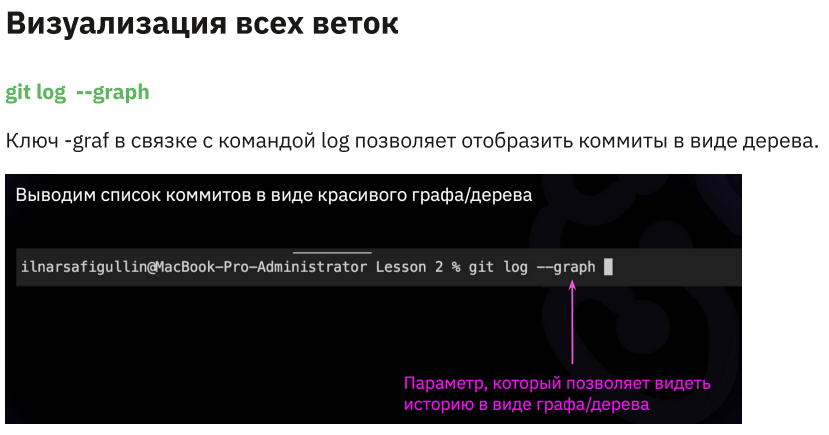 Визуализация всех веток
git log --graph
Ключ -graf в связке с командой log позволяет отобразить коммиты в виде дерева.
Выводим список коммитов в виде красивого графа/дерева
ilnarsafigullin@MacBook-Pro-Administrator Lesson 2 % git log --graph
Параметр, который позволяет видеть
историю в виде графа/дерева